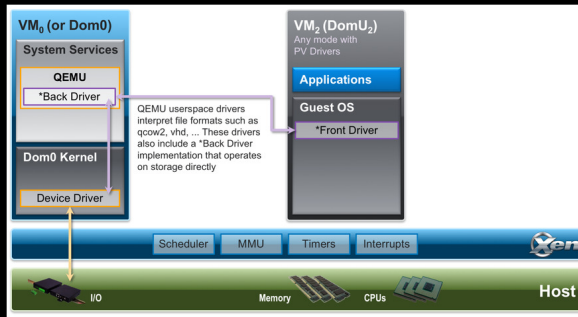 VM0 (or Dom0)
System Services
QEMU
*Back Driver
Dom0 Kernel
Device Driver
QEMU userspace drivers
interpret file formats such as
qcow2, vhd, ... These drivers
also include a *Back Driver
implementation that operates
on storage directly
VM2 (DomU2)
Any mode with
PV Drivers
Applications
Guest OS
*Front Driver
Scheduler
MMU
Timers
Interrupts
Xen
I/O
Memory
CPUs
Host